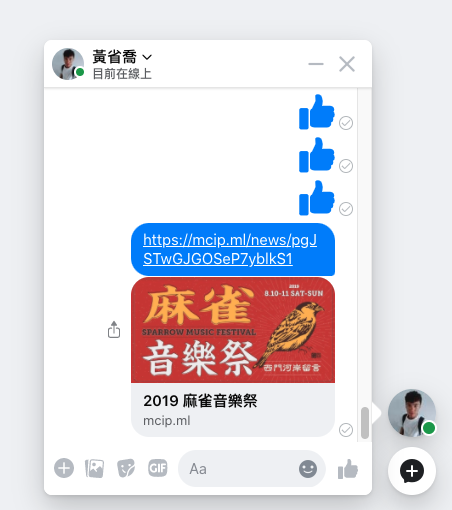 黃省喬
目前在線上
https://mcip.ml/news/pgJ
STwGJGOSeP7yblkS1
麻雀
2019
8.10-11 SAT-SUN
SPARROW MUSIC FESTIVAL
音樂祭
西門河岸留言
2019 麻雀音樂祭
mcip.ml
GIF
Aa